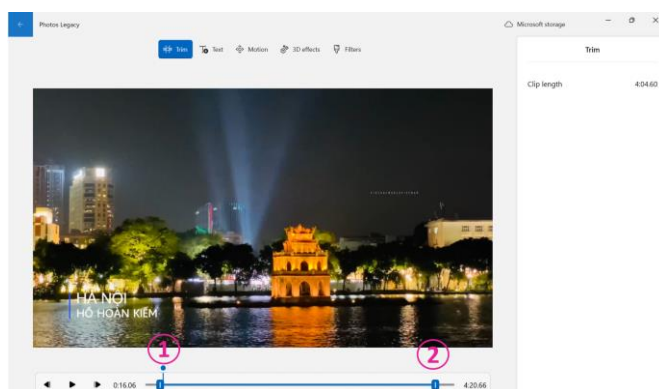 Photos Legacy
Microsoft storage
Trim
Text
Motion
3D effects
Filters
Trim
Clip length
4:04.60
HÀ NỘI
HỒ HOÀN KIẾM
1
2
0:16.06
4:20.66